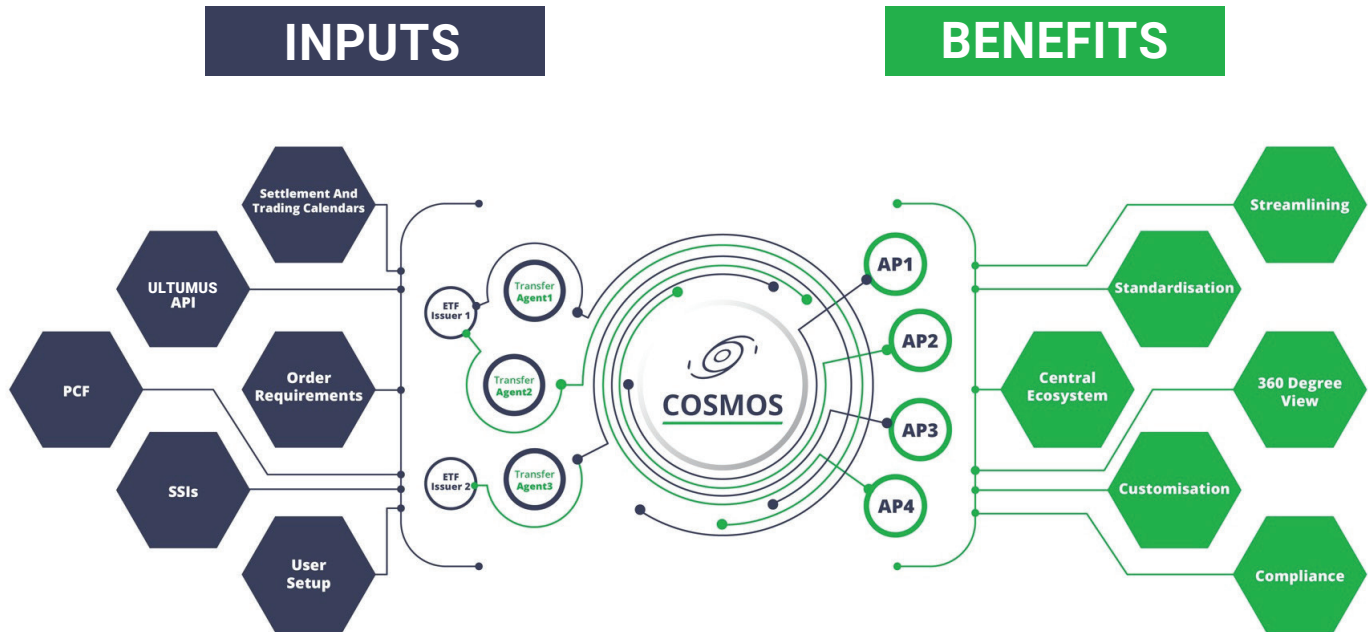 INPUTS
BENEFITS
Settlement And
Trading Calendars
ULTUMUS
API
PCF
Order
Requirements
SSIs
User
Setup
ETF
Issuer 1
Transfer
Agent1
Transfer
Agent2
ETF
Issuer 2
Transfer
Agent3
COSMOS
AP1
AP2
AP3
AP4
Streamlining
Standardisation
Central
Ecosystem
360 Degree
View
Customisation
Compliance